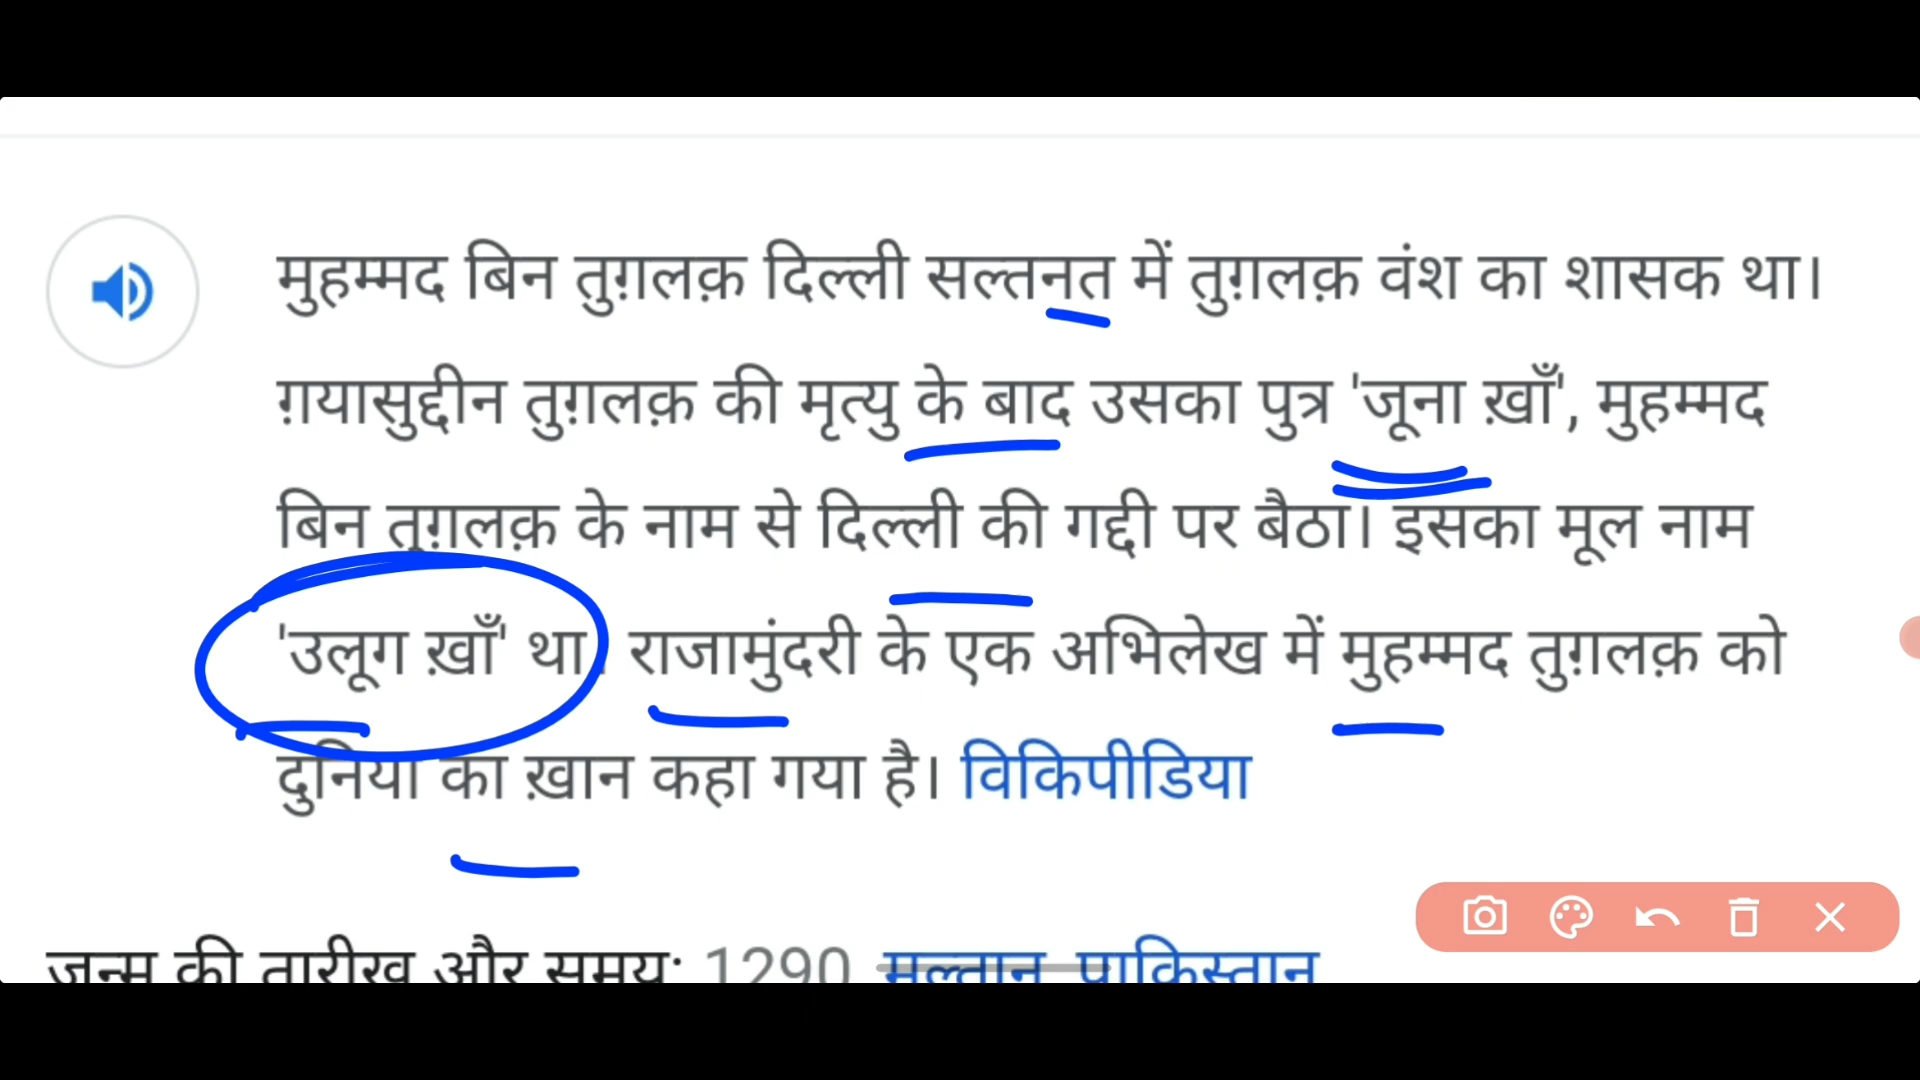 मुहम्मद बिन तुग़लक़ दिल्ली सल्तनत में तुग़लक़ वंश का शासक था।
ग़यासुद्दीन तुग़लक़ की मृत्यु के बाद उसका पुत्र 'जूना ख़ाँ', मुहम्मद
बिन तुग़लक़ के नाम से दिल्ली की गद्दी पर बैठा। इसका मूल नाम
'उलूग ख़ाँ' था। राजामुंदरी के एक अभिलेख में मुहम्मद तुग़लक़ को
दुनिया का ख़ान कहा गया है। विकिपीडिया
जन्म की तारीख और समय: 1290, मुल्तान, पाकिस्तान